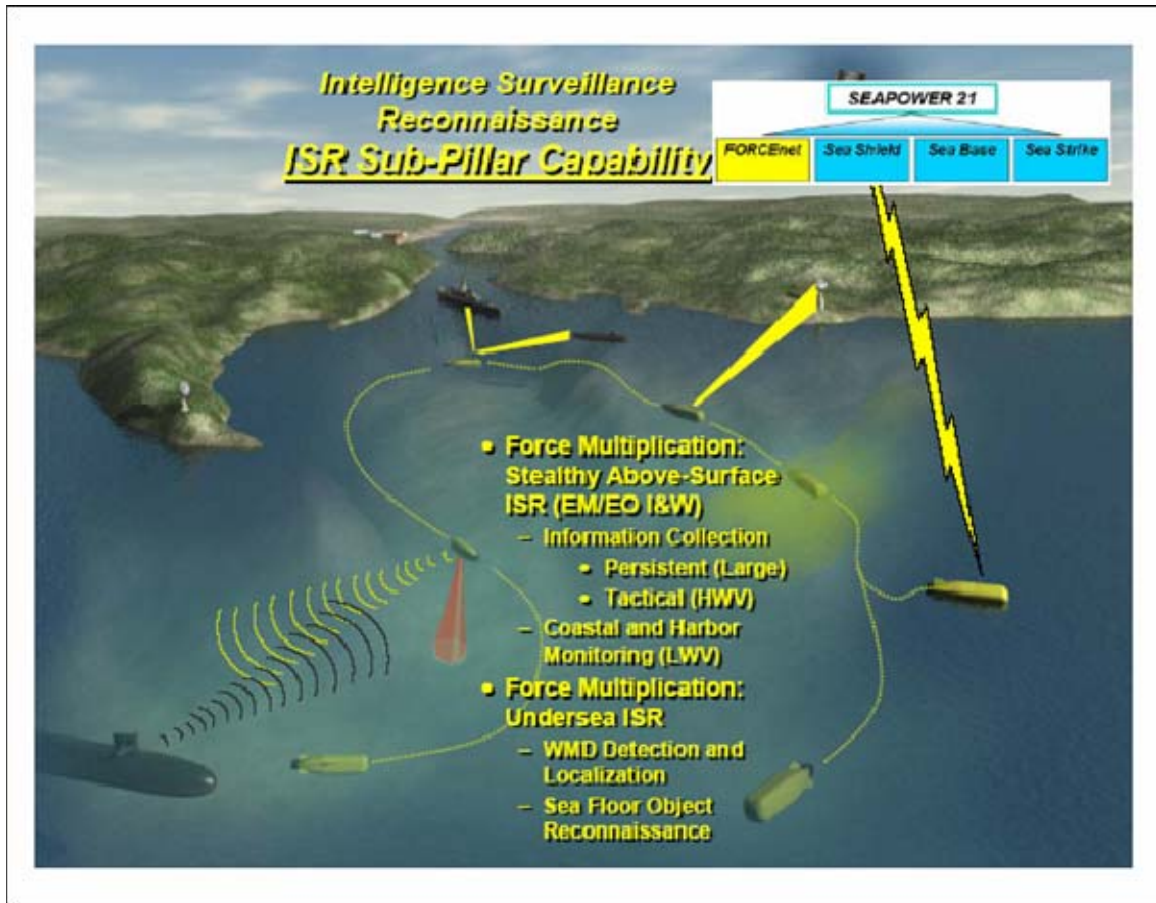 Intelligence Surveillance
Reconnaissance
ISR Sub-Pillar Capability
SEAPOWER 21
FORCEnet
Sea Shield
Sea Base
Sea Strike
• Force Multiplication:
Stealthy Above-Surface
ISR (EM/EO I&W)
– Information Collection
• Persistent (Large)
• Tactical (HWV)
– Coastal and Harbor
Monitoring (LWV)
• Force Multiplication:
Undersea ISR
– WMD Detection and
Localization
– Sea Floor Object
Reconnaissance